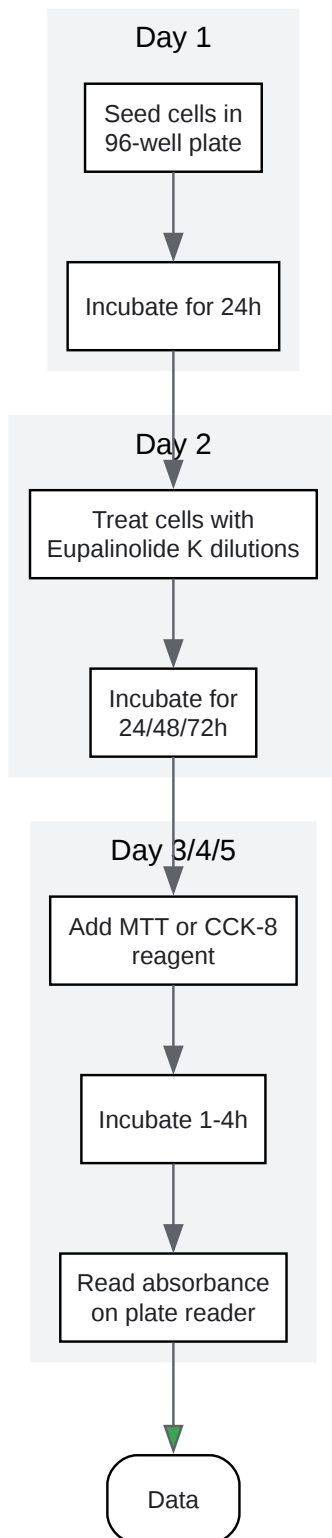 Day 1
Seed cells in
96-well plate
Incubate for 24h
Day 2
Treat cells with
Eupalinolide K dilutions
Incubate for
24/48/72h
Day 3/4/5
Add MTT or CCK-8
reagent
Incubate 1-4h
Read absorbance
on plate reader
Data